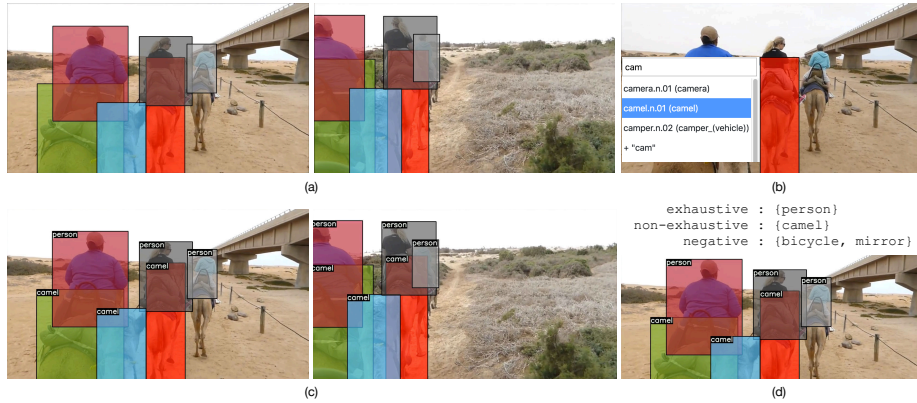 cam
camera.n.01 (camera)
camel.n.01 (camel)
camper.n.02 (camper_(vehicle))
+ "cam"
(a)
(b)
person
person
person
camel
camel
camel
person
person
person
camel
camel
camel
exhaustive : {person}
non-exhaustive : {camel}
negative : {bicycle, mirror}
person
person
person
camel
camel
camel
(c)
(d)